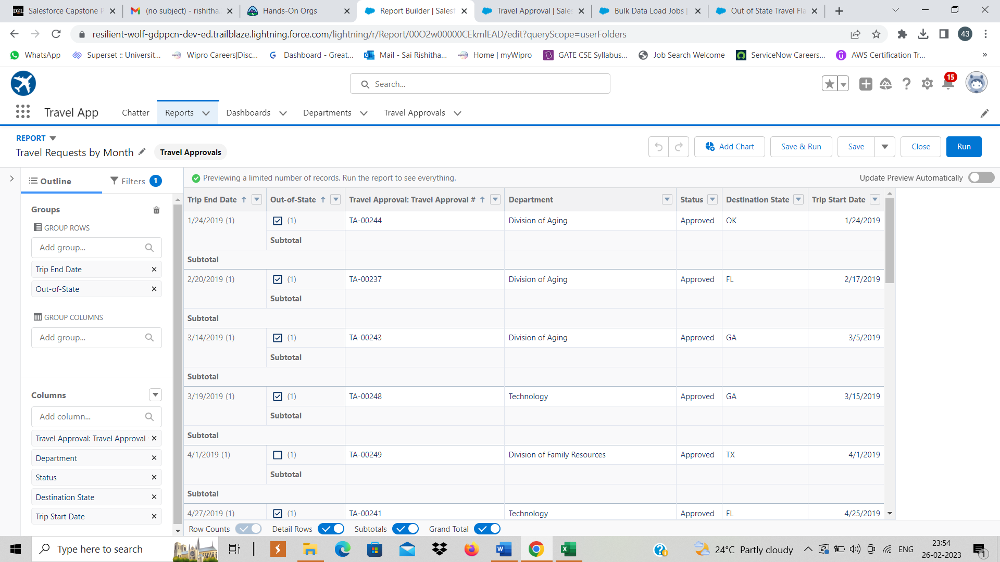 Salesforce Capstone P
(no subject) - rishitha.
Hands-On Orgs
Report Builder | Salesf
Travel Approval | Sales
Bulk Data Load Jobs |
Out of State Travel Fla
resilient-wolf-gdppcn-dev-ed.trailblaze.lightning.force.com/lightning/r/Report/00O2w00000CEkmlEAD/edit?queryScope=userFolders
43
WhatsApp
Superset :: Universit...
Wipro Careers|Disc...
Dashboard - Great...
Mail - Sai Rishitha...
Home | myWipro
GATE CSE Syllabus...
Job Search Welcome
ServiceNow Careers...
AWS Certification Tr...
»
Search...
15
Travel App
Chatter
Reports
Dashboards
Departments
Travel Approvals
REPORT
Travel Requests by Month
Travel Approvals
Add Chart
Save & Run
Save
Close
Run
Outline
Filters 1
Previewing a limited number of records. Run the report to see everything.
Update Preview Automatically
Groups
GROUP ROWS
Add group...
Trip End Date
Out-of-State
GROUP COLUMNS
Add group...
Columns
Add column...
Travel Approval: Travel Approval
Department
Status
Destination State
Trip Start Date
Trip End Date Out-of-State Travel Approval: Travel Approval # Department Status Destination State Trip Start Date
1/24/2019 (1) (1) TA-00244 Division of Aging Approved OK 1/24/2019
Subtotal
Subtotal
2/20/2019 (1) (1) TA-00237 Division of Aging Approved FL 2/17/2019
Subtotal
Subtotal
3/14/2019 (1) (1) TA-00243 Division of Aging Approved GA 3/5/2019
Subtotal
Subtotal
3/19/2019 (1) (1) TA-00248 Technology Approved GA 3/15/2019
Subtotal
Subtotal
4/1/2019 (1) (1) TA-00249 Division of Family Resources Approved TX 4/1/2019
Subtotal
Subtotal
4/27/2019 (1) (1) TA-00241 Technology Approved FL 4/25/2019
Row Counts
Detail Rows
Subtotals
Grand Total
Type here to search
24°C Partly cloudy
ENG
23:54
26-02-2023
1